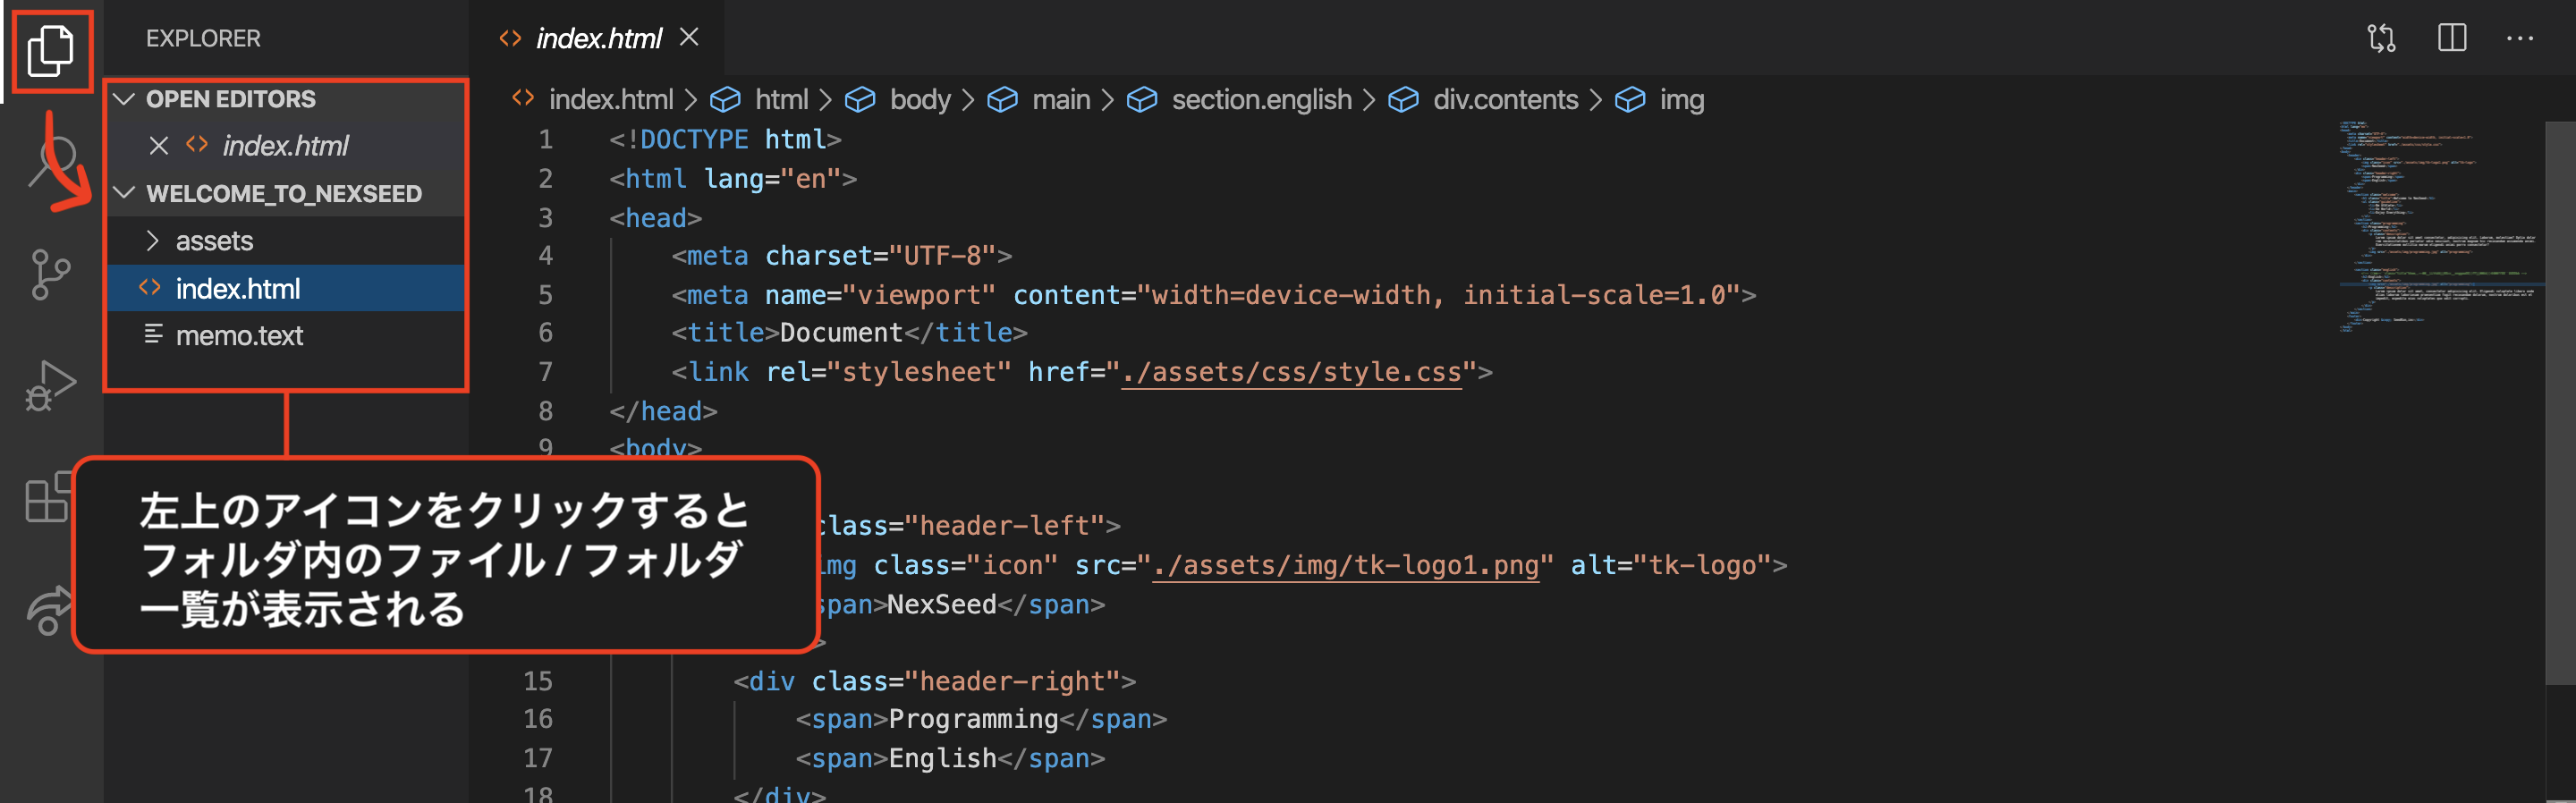 EXPLORER
OPEN EDITORS
index.html
WELCOME_TO_NEXSEED
assets
index.html
memo.text
左上のアイコンをクリックすると
フォルダ内のファイル / フォルダ
一覧が表示される
index.html
index.html > html > body > main > section.english > div.contents > img
1 <!DOCTYPE html>
2 <html lang="en">
3 <head>
4 <meta charset="UTF-8">
5 <meta name="viewport" content="width=device-width, initial-scale=1.0">
6 <title>Document</title>
7 <link rel="stylesheet" href="./assets/css/style.css">
8 </head>
9 <body>
class="header-left">
img class="icon" src="./assets/img/tk-logo1.png" alt="tk-logo">
span>NexSeed</span>
>
15 <div class="header-right">
16 <span>Programming</span>
17 <span>English</span>
18 </div>